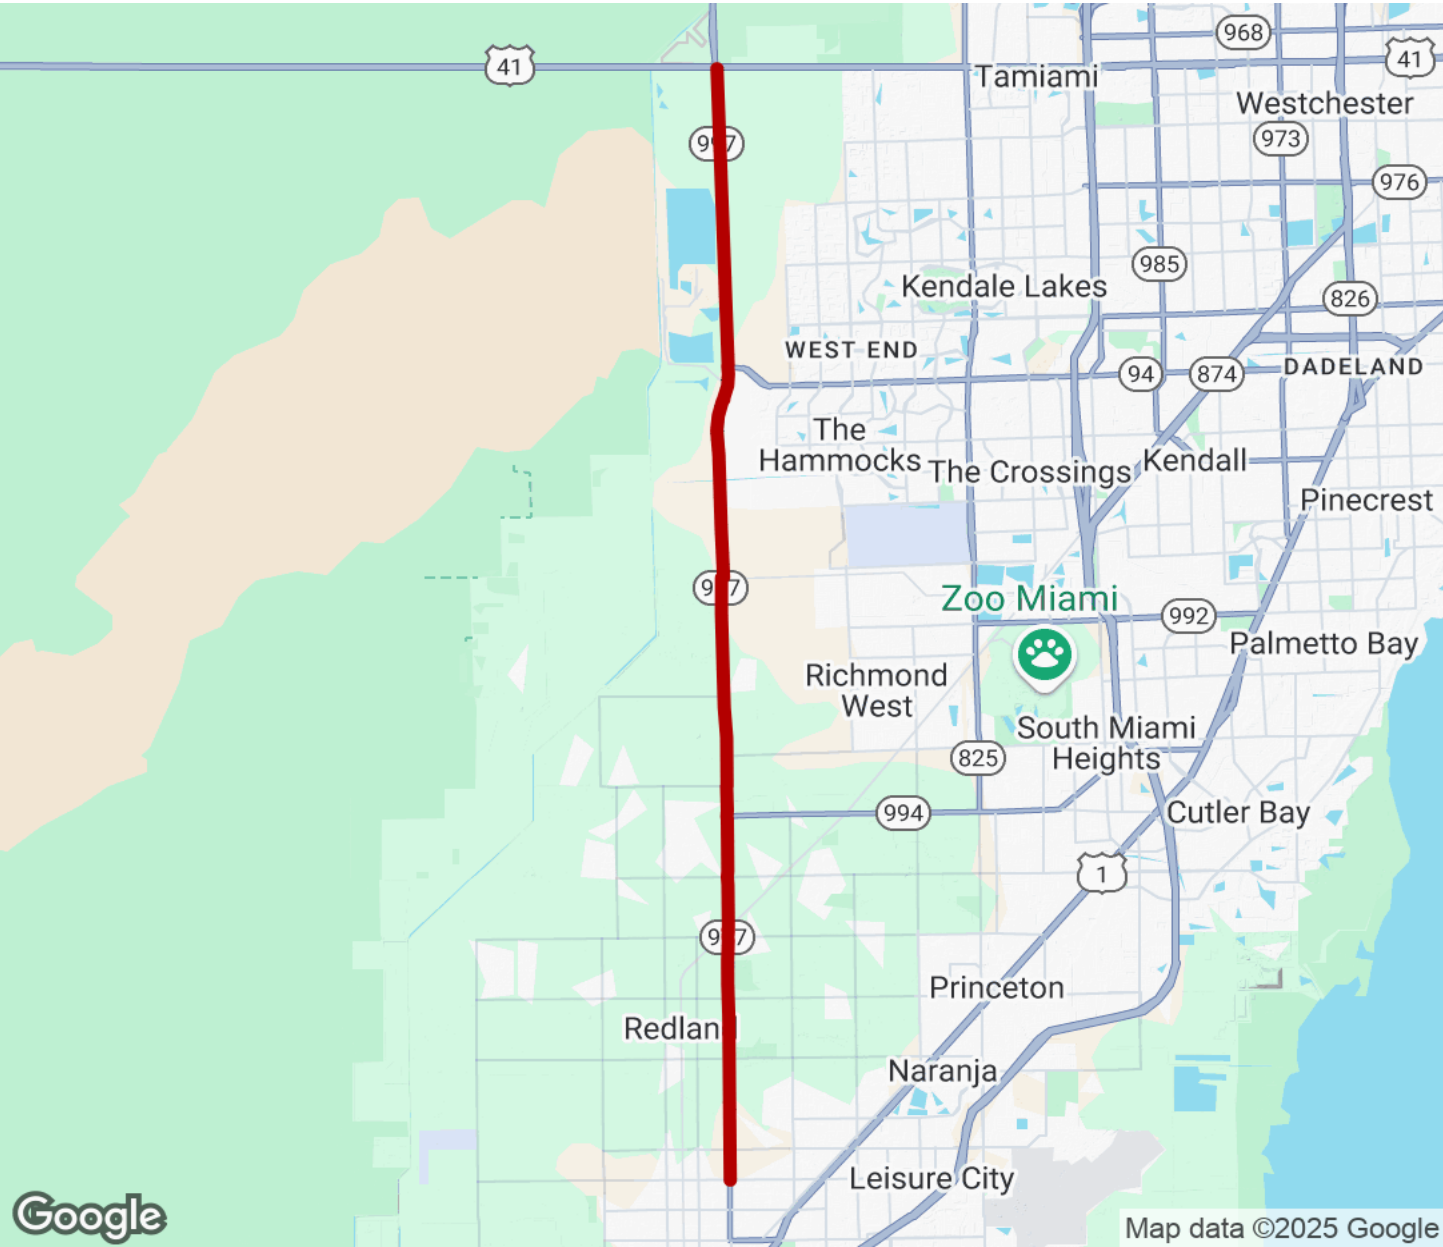 968
41
41
Tamiami
Westchester
973
997
976
985
Kendale Lakes
826
WEST END
94
874
DADELAND
The
Hammocks
The Crossings
Kendall
Pinecrest
Zoo Miami
992
Palmetto Bay
Richmond
West
South Miami
Heights
825
994
Cutler Bay
1
Princeton
Redlan
Naranja
Leisure City
Google
Map data ©2025 Google